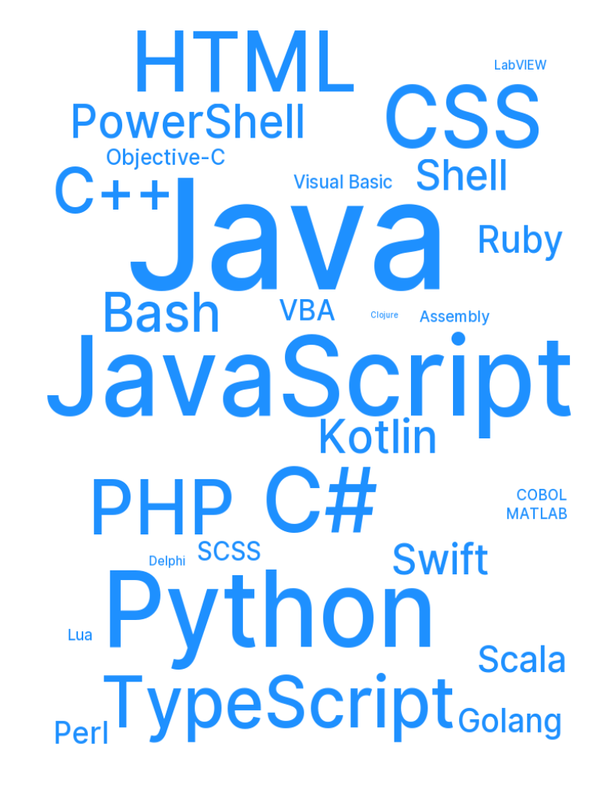 HTML
LabVIEW
CSS
PowerShell
Objective-C
Shell
C++
Visual Basic
Java
Ruby
Bash
VBA
Clojure
Assembly
JavaScript
Kotlin
PHP
C#
COBOL
MATLAB
SCSS
Delphi
Swift
Python
Lua
Scala
TypeScript
Golang
Perl